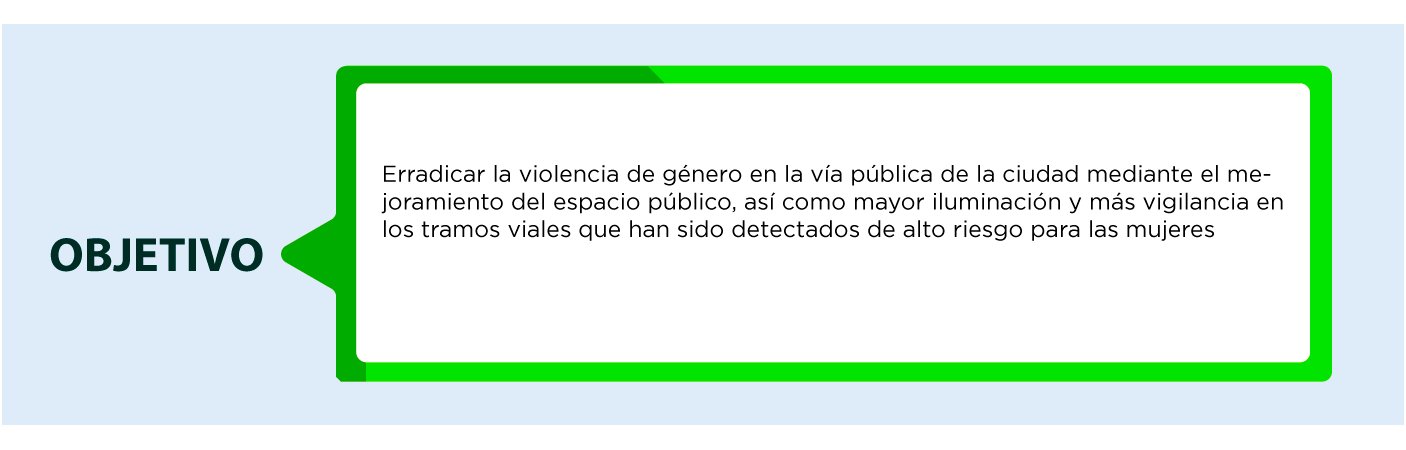 OBJETIVO
Erradicar la violencia de género en la vía pública de la ciudad mediante el me-
joramiento del espacio público, así como mayor iluminación y más vigilancia en
los tramos viales que han sido detectados de alto riesgo para las mujeres